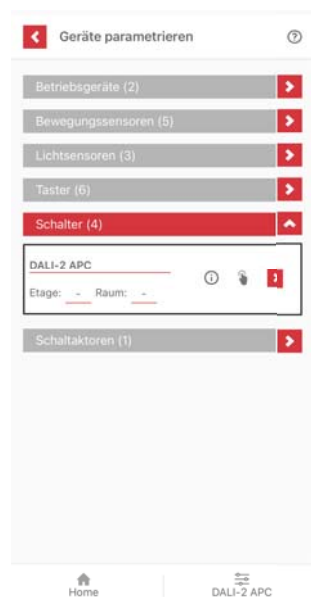 Geräte parametrieren
Betriebsgeräte (2)
Bewegungssensoren (5)
Lichtsensoren (3)
Taster (6)
Schalter (4)
DALI-2 APC
Etage: - Raum: -
Schaltaktoren (1)
Home DALI-2 APC